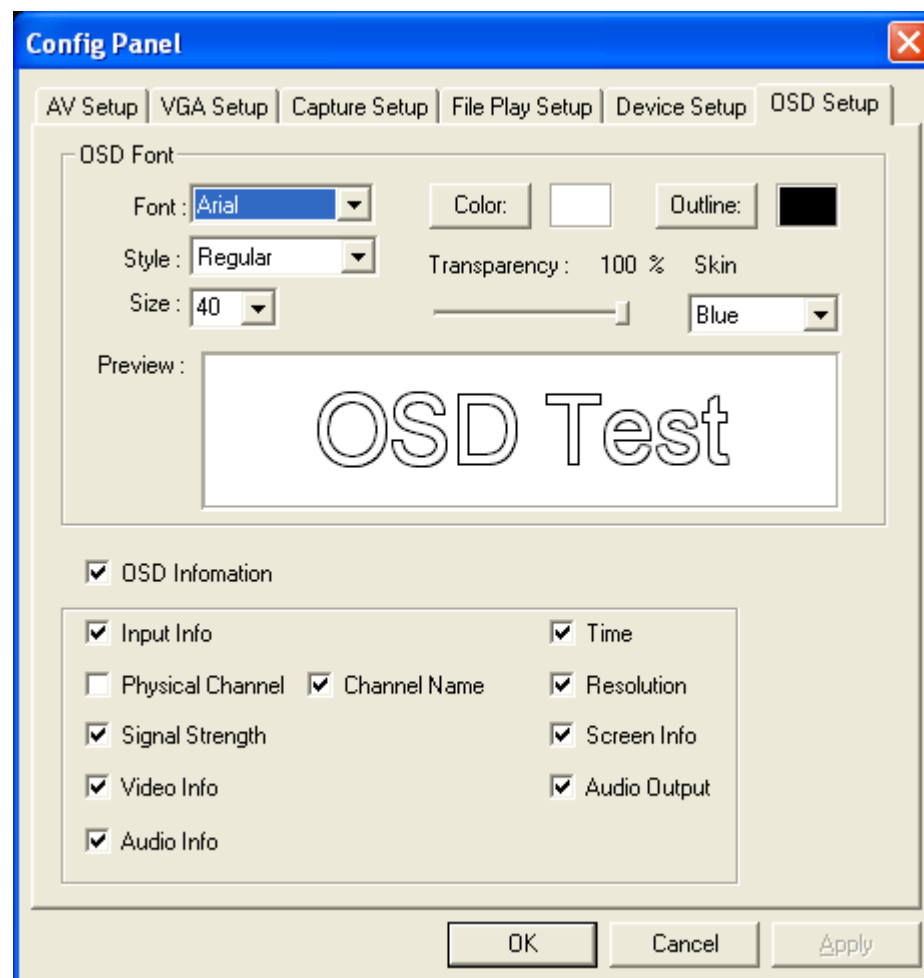 Config Panel
AV Setup VGA Setup Capture Setup File Play Setup Device Setup OSD Setup
OSD Font
Font : Arial Color: Outline:
Style : Regular Transparency : 100 % Skin
Size : 40 Blue
Preview : OSD Test
OSD Infomation
Input Info Time
Physical Channel Channel Name Resolution
Signal Strength Screen Info
Video Info Audio Output
Audio Info
OK Cancel Apply